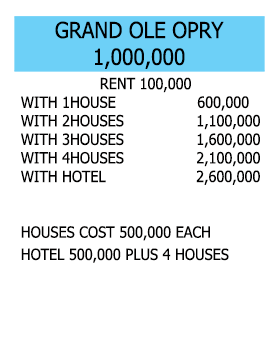 GRAND OLE OPRY
1,000,000
RENT 100,000
WITH 1HOUSE 600,000
WITH 2HOUSES 1,100,000
WITH 3HOUSES 1,600,000
WITH 4HOUSES 2,100,000
WITH HOTEL 2,600,000
HOUSES COST 500,000 EACH
HOTEL 500,000 PLUS 4 HOUSES